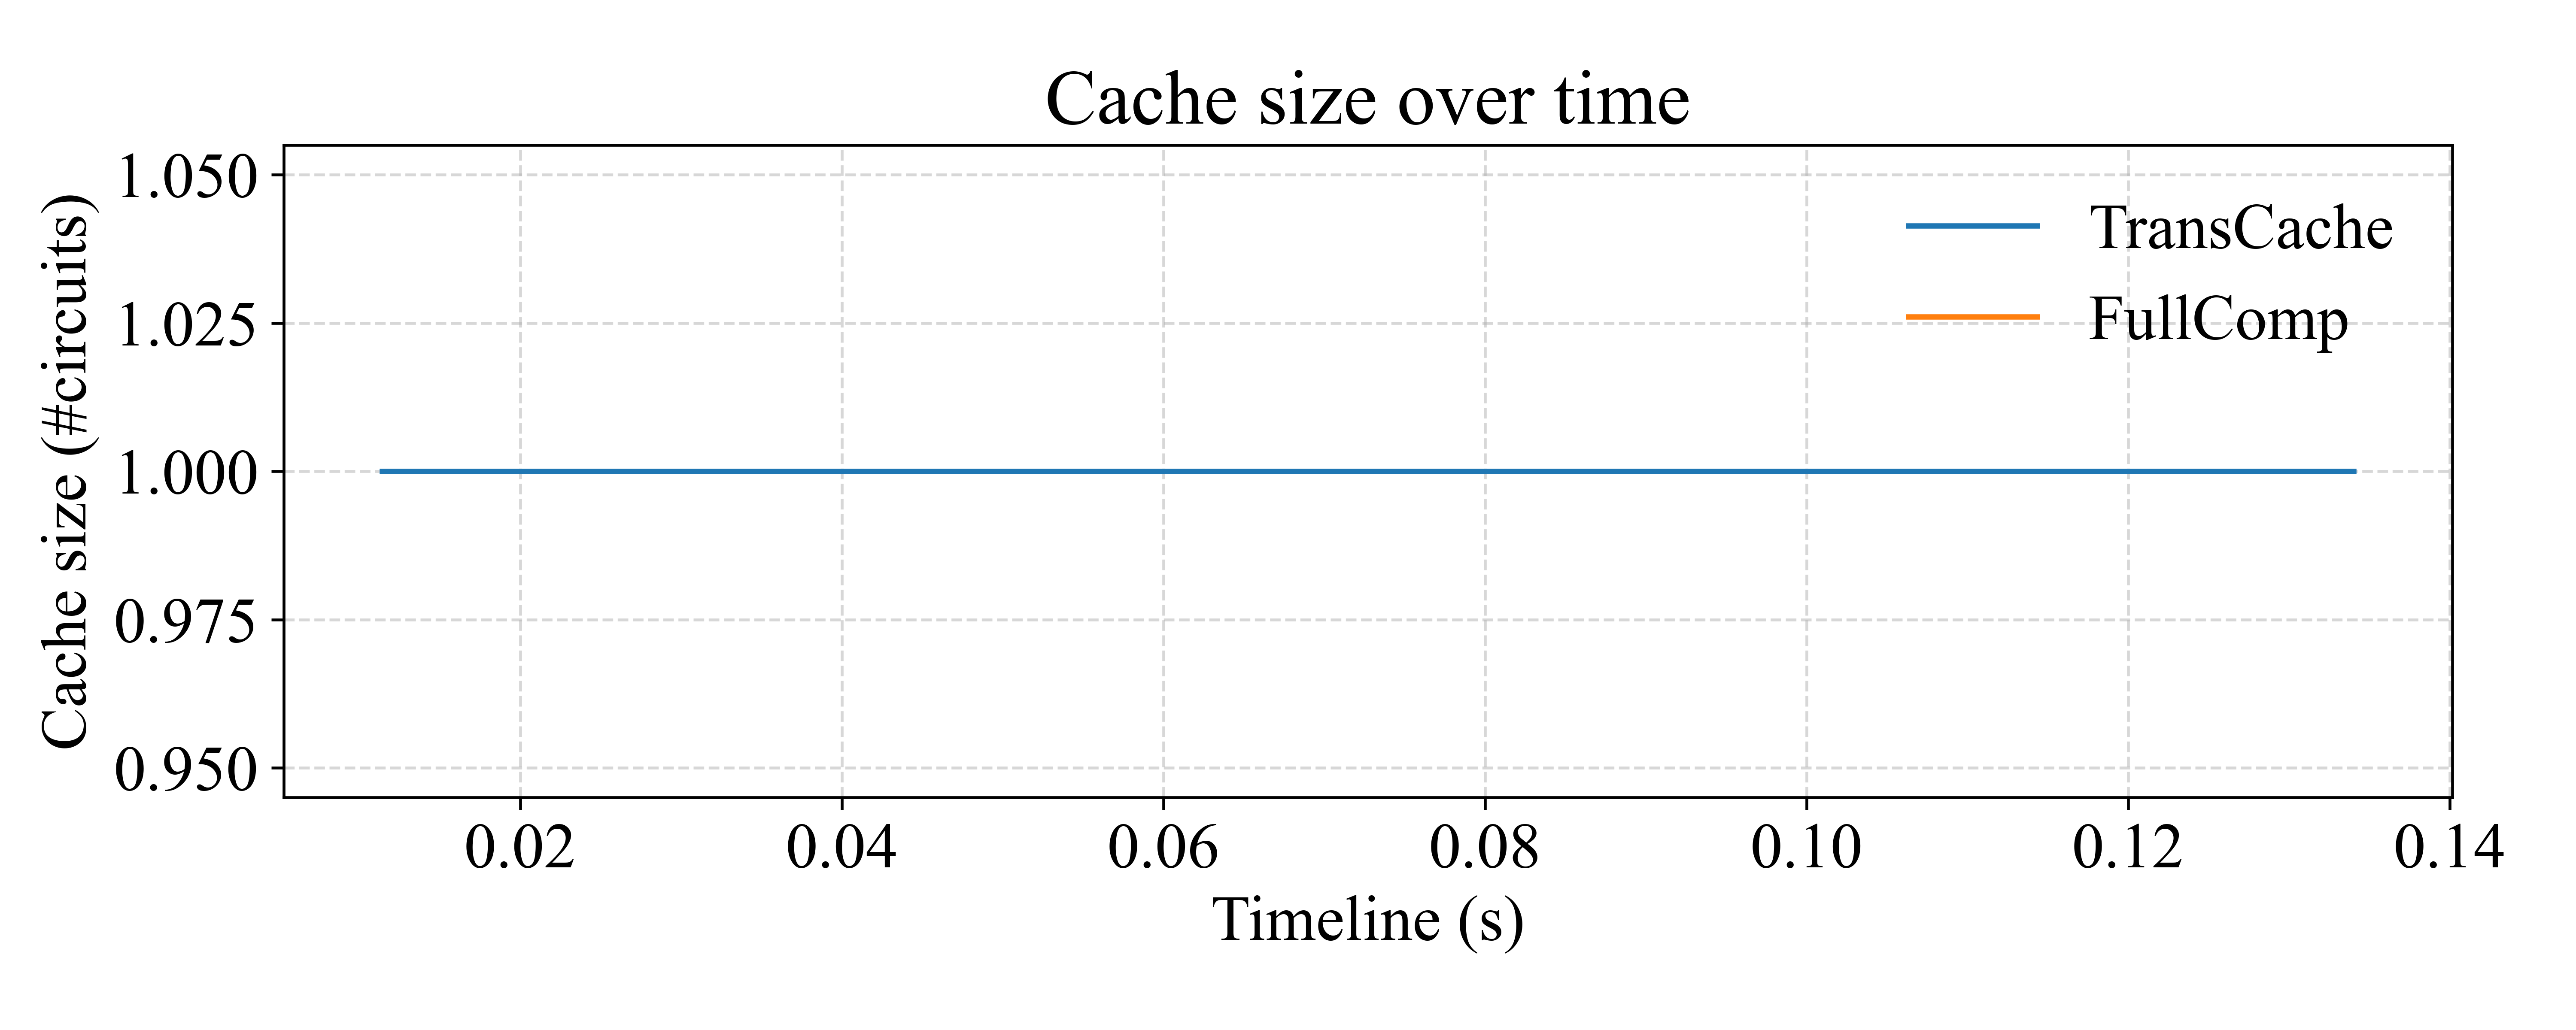 Cache size over time
Cache size (#circuits)
1.050
1.025
1.000
0.975
0.950
TransCache
FullComp
0.02 0.04 0.06 0.08 0.10 0.12 0.14
Timeline (s)